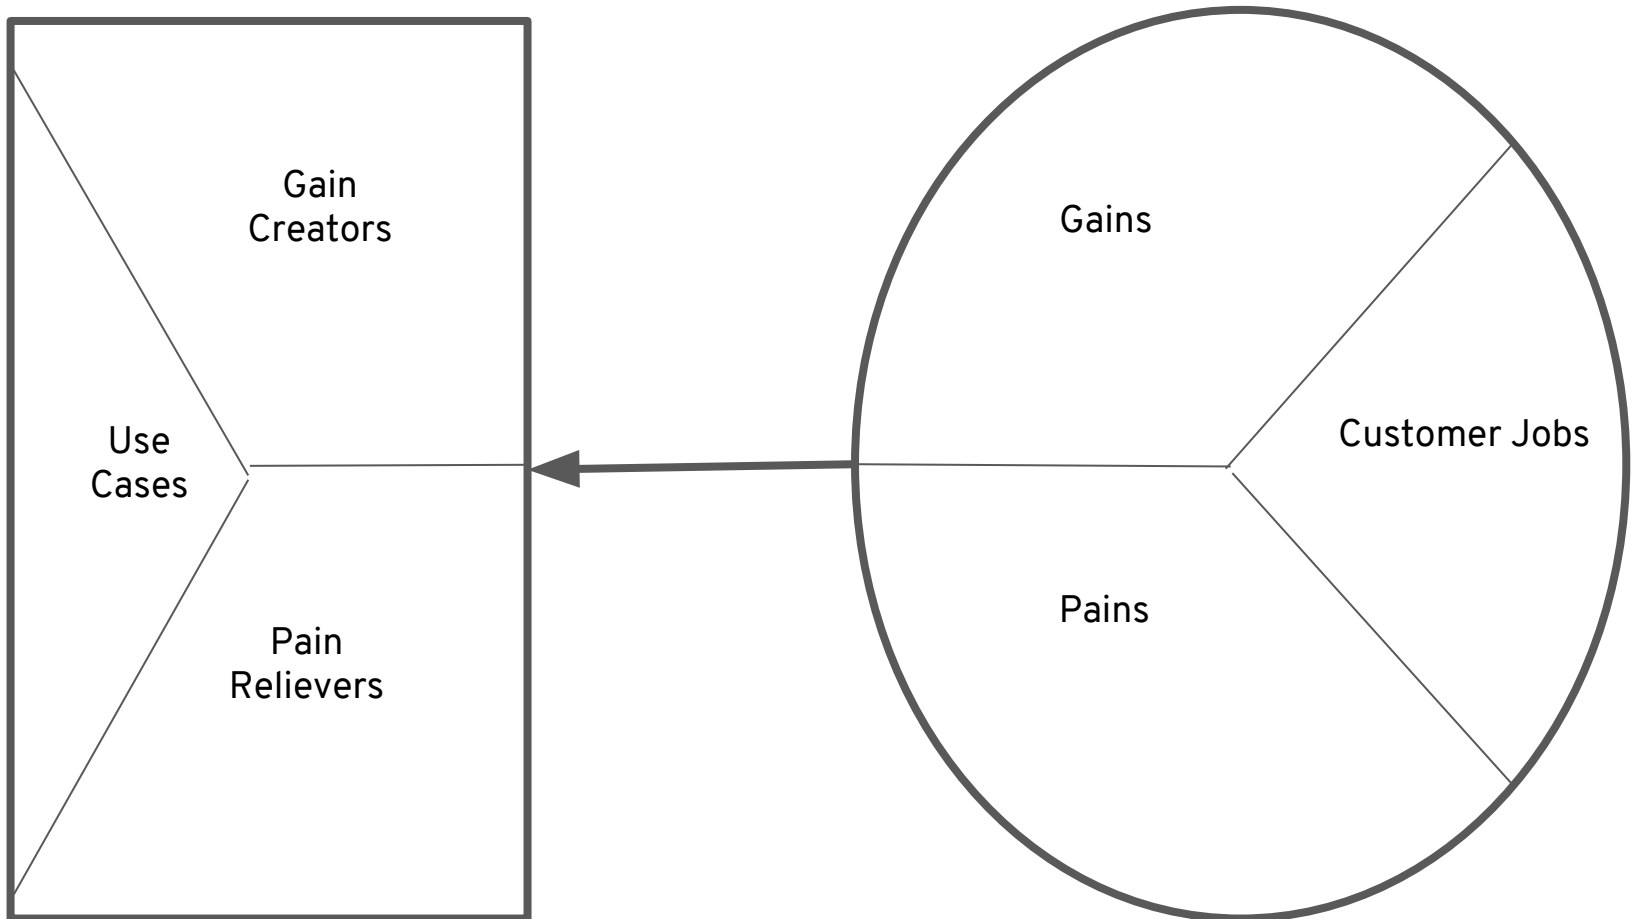 Gain
Creators
Use
Cases
Pain
Relievers
Gains
Customer Jobs
Pains